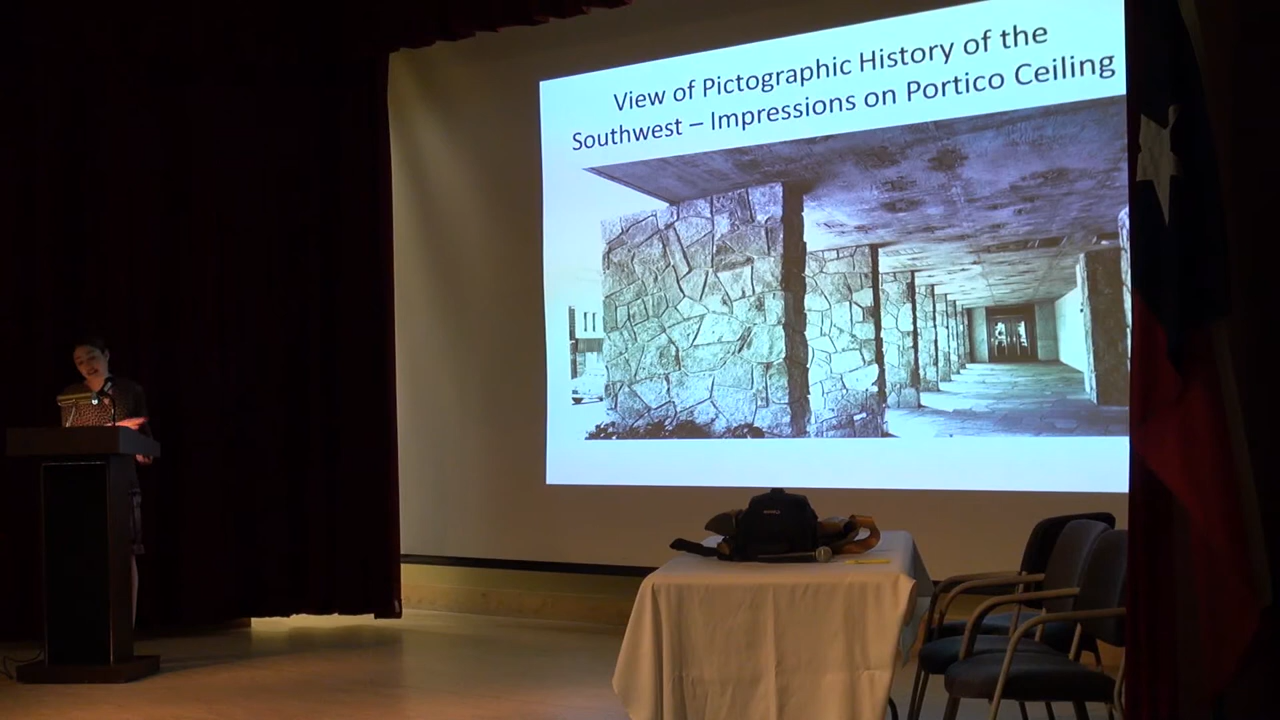 View of Pictographic History of the
Southwest – Impressions on Portico Ceiling